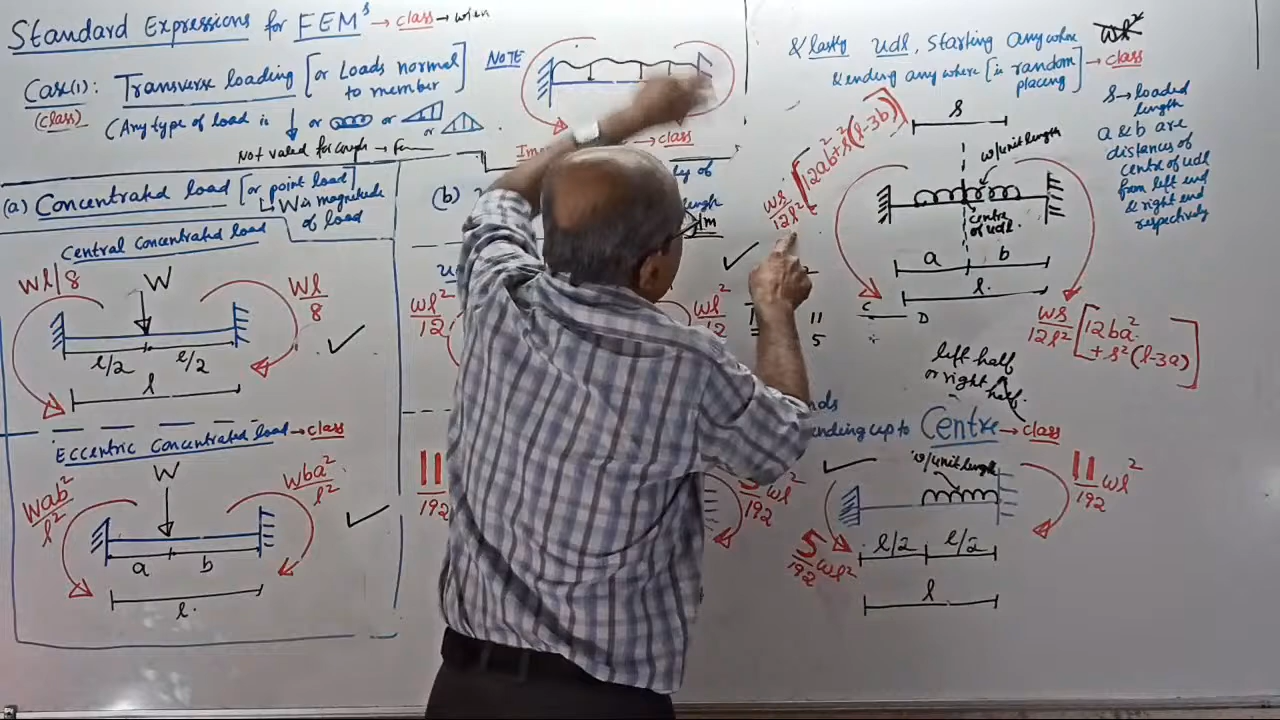 Standard Expressions for FEMs → class → when
Case(1): Transverse loading [or Loads normal to member]
(class)
(Any type of load is ↓ or or or
Not valid for couple → F
NOTE
class
(a) Concentrated load [or point load]
W is magnitude of load
Central Concentrated load
Wl/8
W
Wl/8
l/2
l/2
l
Eccentric Concentrated load → class
Wab²/l²
W
Wba²/l²
a
b
l
(b)
length
wl²/12
wl²/12
11/192
5/192 wl²
11
5
& lastly udl, starting anywhere
& ending anywhere [is random placing] → class
s → loaded length
a & b are distances of centre of udl from left end & right end respectively
s
w/unit length
centre of udl
ws/12l² [12ab² + s²(l-3b)]
a
b
l
C
D
ws/12l² [12ba² + s²(l-3a)]
left half or right half
ending up to Centre → class
w/unit length
11/192 wl²
5/192 wl²
l/2
l/2
l